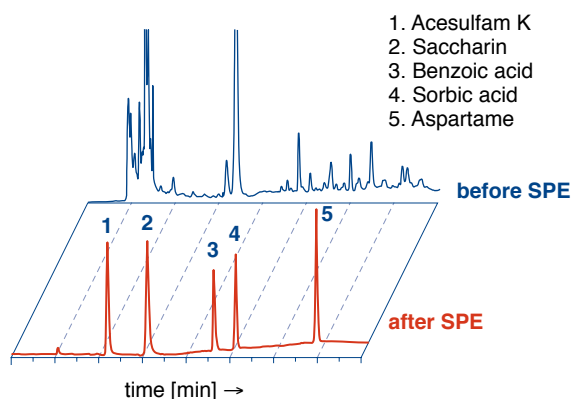 1. Acesulfam K
2. Saccharin
3. Benzoic acid
4. Sorbic acid
5. Aspartame
before SPE
1
2
3
4
5
after SPE
time [min] →